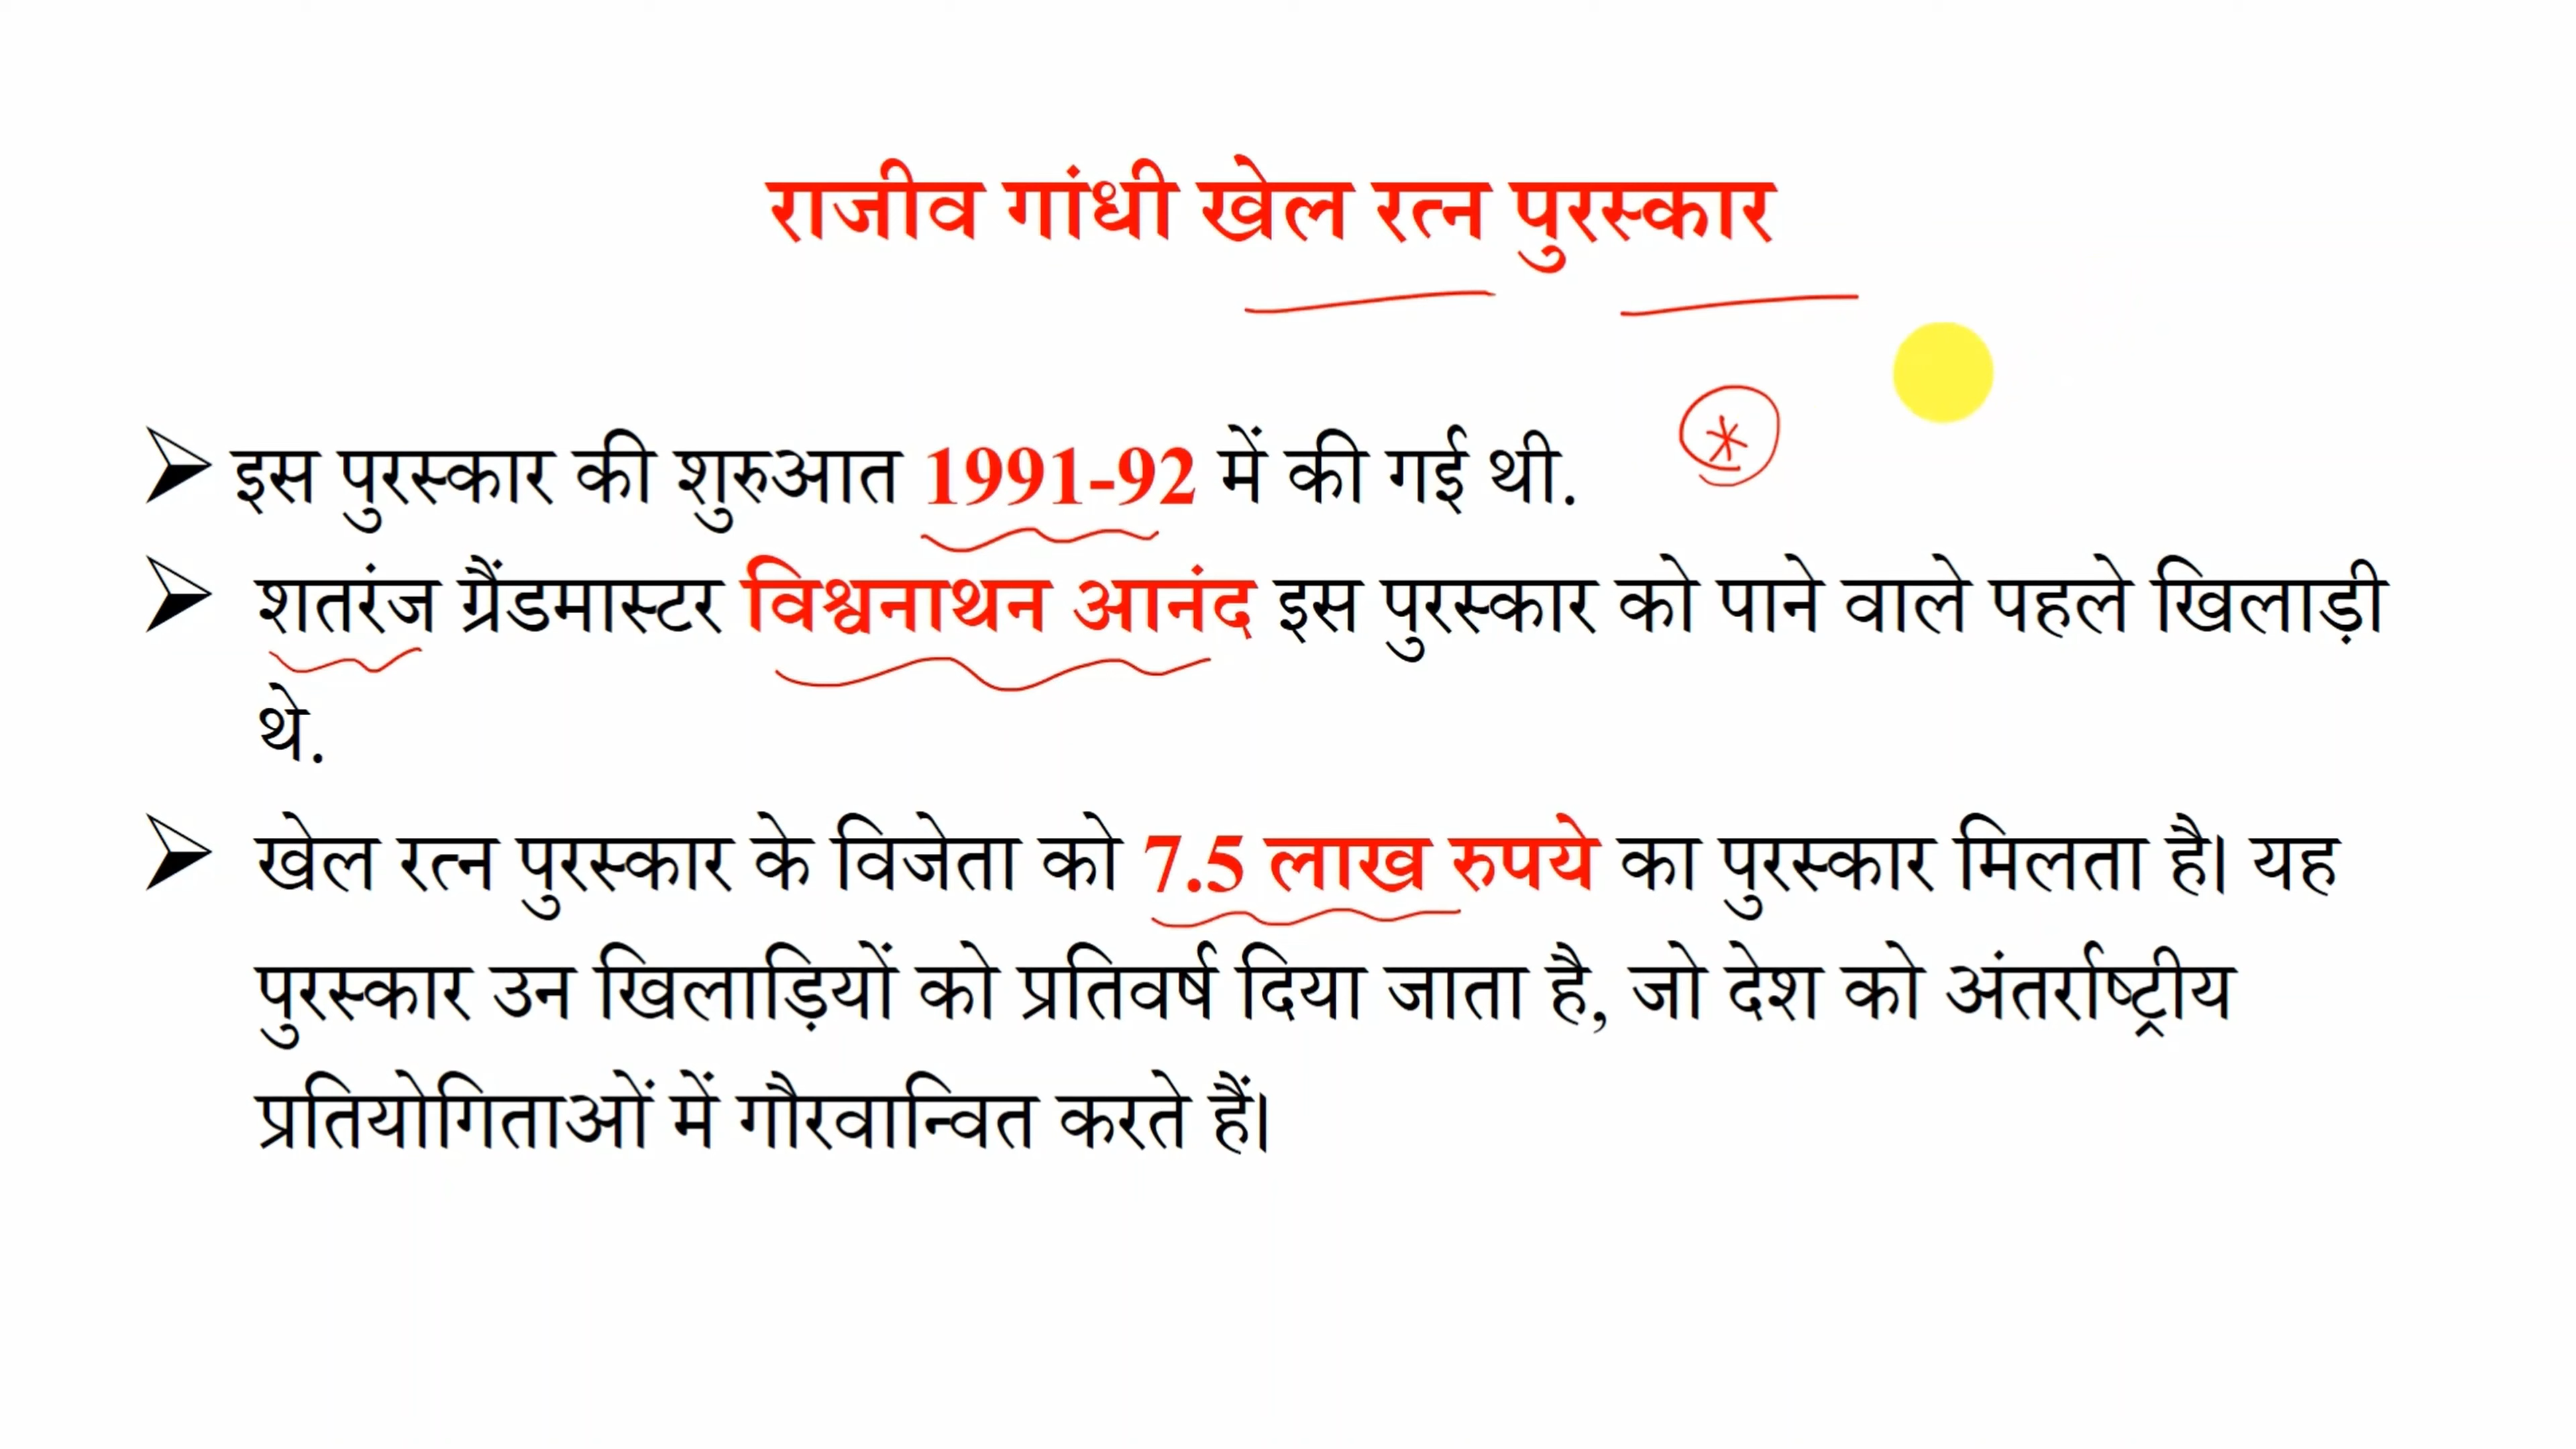 राजीव गांधी खेल रत्न पुरस्कार
*
➢ इस पुरस्कार की शुरुआत 1991-92 में की गई थी.
➢ शतरंज ग्रैंडमास्टर विश्वनाथन आनंद इस पुरस्कार को पाने वाले पहले खिलाड़ी
थे.
➢ खेल रत्न पुरस्कार के विजेता को 7.5 लाख रुपये का पुरस्कार मिलता है। यह
पुरस्कार उन खिलाड़ियों को प्रतिवर्ष दिया जाता है, जो देश को अंतर्राष्ट्रीय
प्रतियोगिताओं में गौरवान्वित करते हैं।